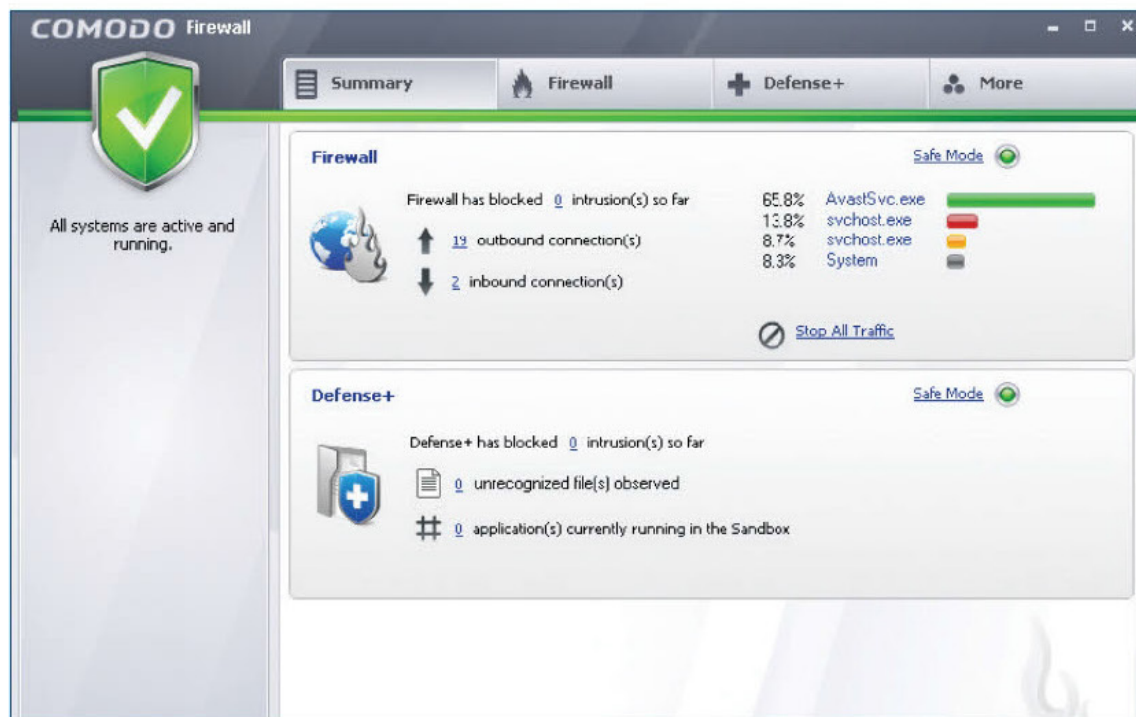 COMODO Firewall
Summary
Firewall
Defense+
More
All systems are active and
running.
Firewall
Safe Mode
Firewall has blocked 0 intrusion(s) so far
19 outbound connection(s)
2 inbound connection(s)
65.8% AvastSvc.exe
13.8% svchost.exe
8.7% svchost.exe
8.3% System
Stop All Traffic
Defense+
Safe Mode
Defense+ has blocked 0 intrusion(s) so far
0 unrecognized file(s) observed
0 application(s) currently running in the Sandbox